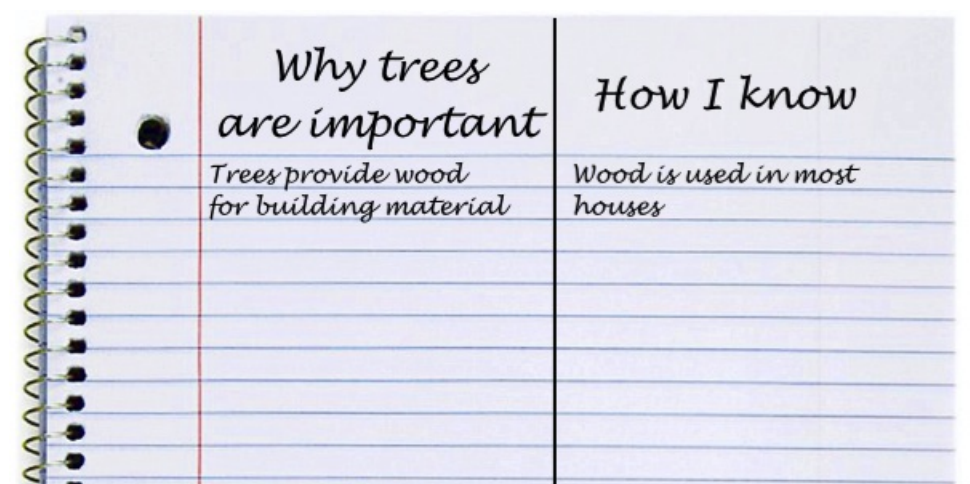 Why trees
are important
How I know
Trees provide wood
for building material
Wood is used in most
houses